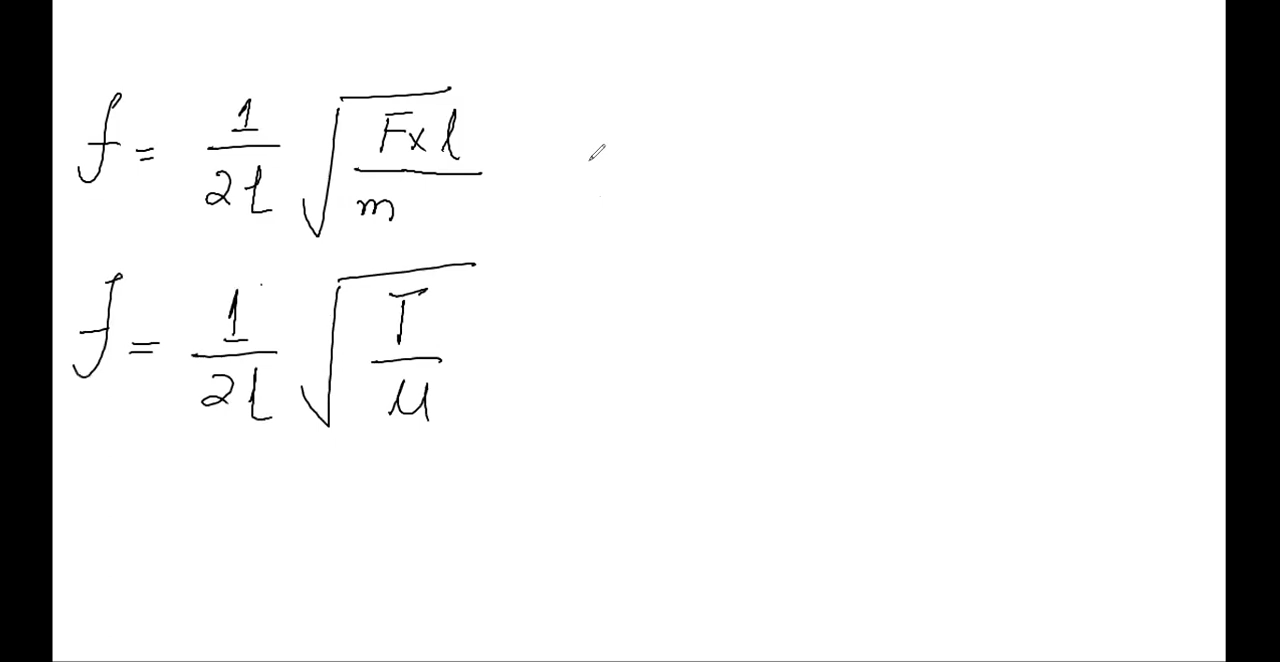 f = 1/2l √(F×l/m)
f = 1/2l √(T/μ)